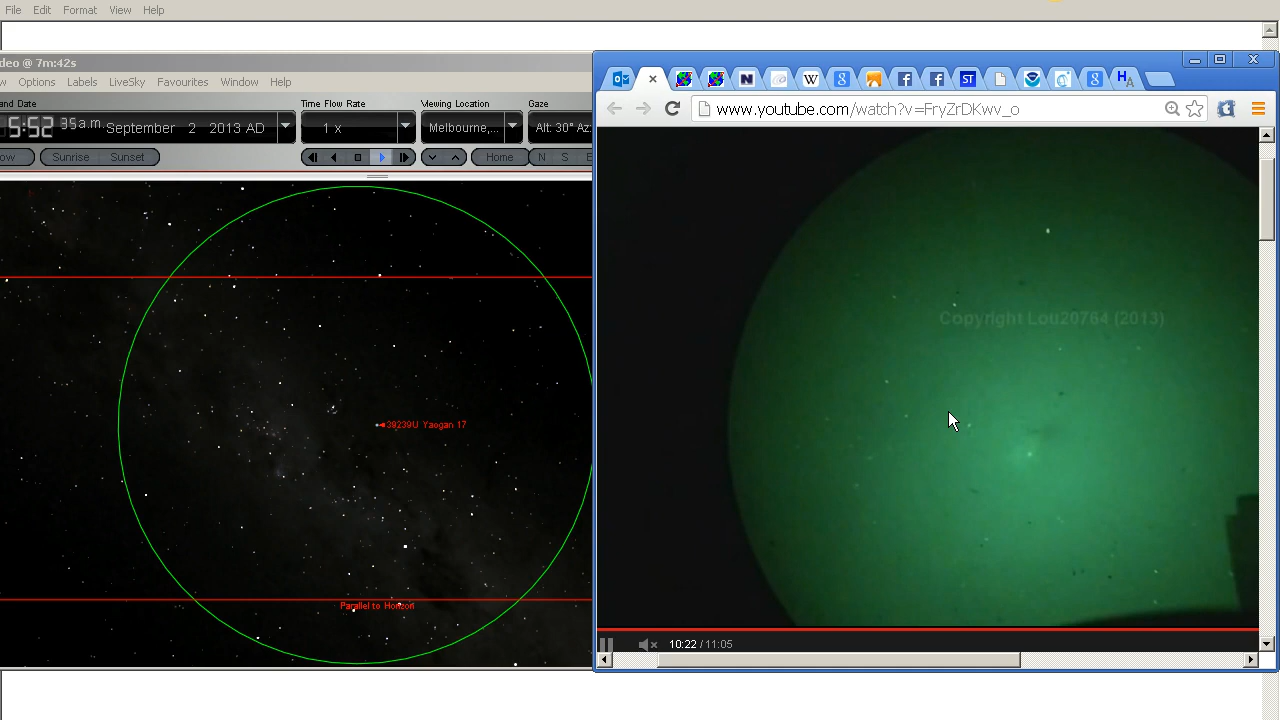 File Edit Format View Help
deo @ 7m:42s
w Options Labels LiveSky Favourites Window Help
and Date
Time Flow Rate
Viewing Location
Gaze
5:52 35 a.m. September 2 2013 AD
1 x
Melbourne,...
Alt: 30° Az:
ow Sunrise Sunset
Home
N S E
39239U Yaogan 17
Parallel to Horizon
www.youtube.com/watch?v=FryZrDKwv_o
Copyright Lou20764 (2013)
10:22 / 11:05